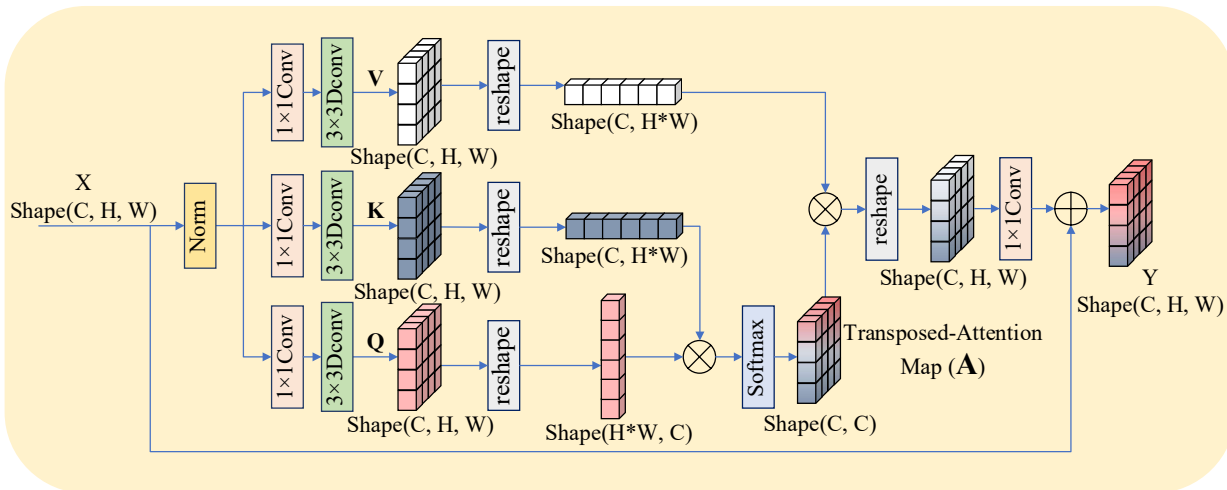 1×1Conv
3×3Dconv
V
Shape(C, H, W)
reshape
Shape(C, H*W)
X
Shape(C, H, W)
Norm
1×1Conv
3×3Dconv
K
Shape(C, H, W)
reshape
Shape(C, H*W)
1×1Conv
3×3Dconv
Q
Shape(C, H, W)
reshape
Shape(H*W, C)
Softmax
Shape(C, C)
Transposed-Attention
Map (A)
reshape
Shape(C, H, W)
1×1Conv
Y
Shape(C, H, W)